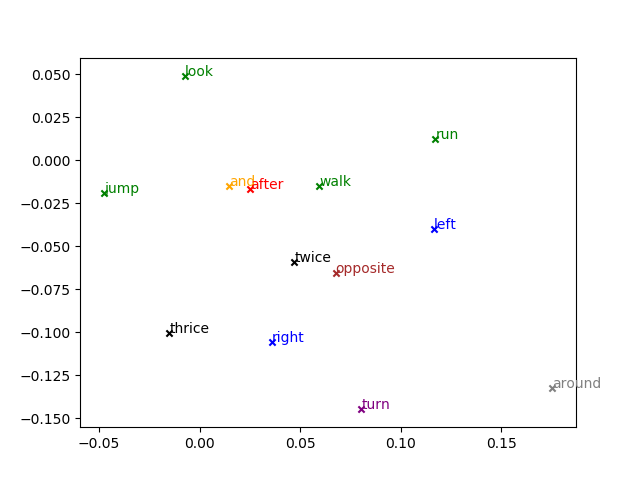 look
0.050
0.025
run
0.000
and after walk
jump
−0.025
left
−0.050
twice
opposite
−0.075
thrice
−0.100
right
−0.125
around
turn
−0.150
−0.05 0.00 0.05 0.10 0.15